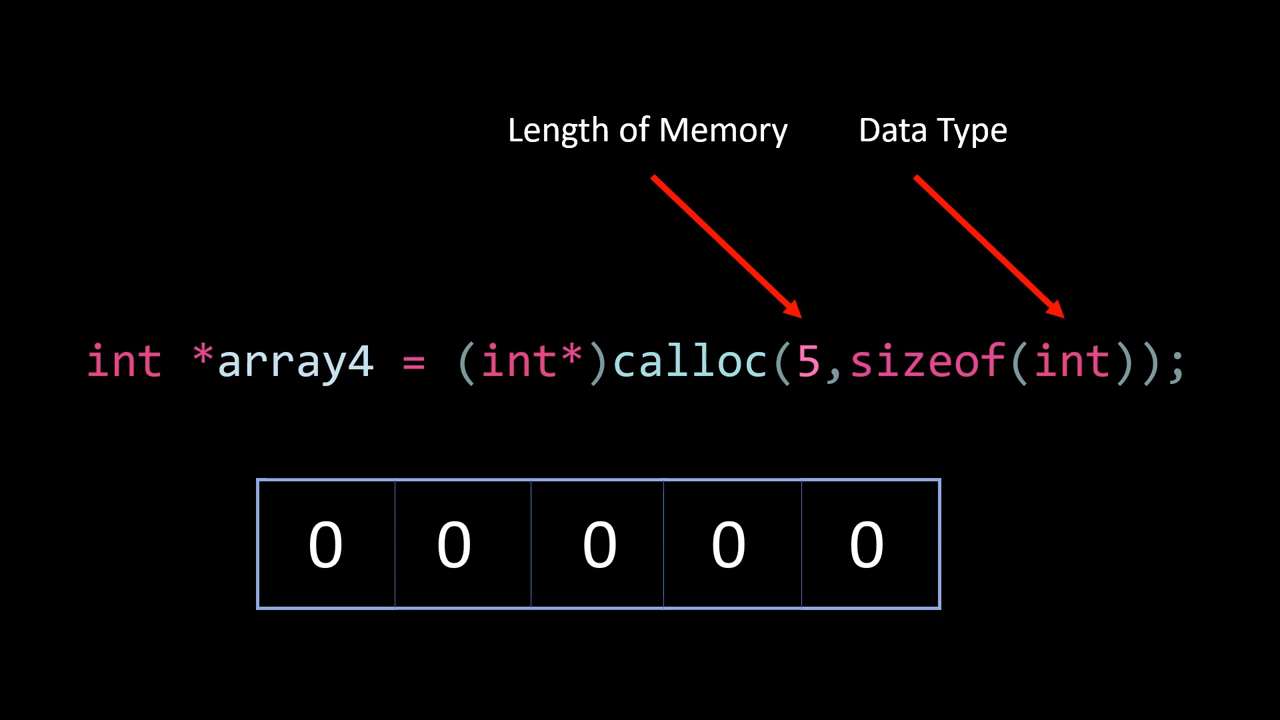 Length of Memory Data Type
int *array4 = (int*)calloc(5,sizeof(int));
0 0 0 0 0